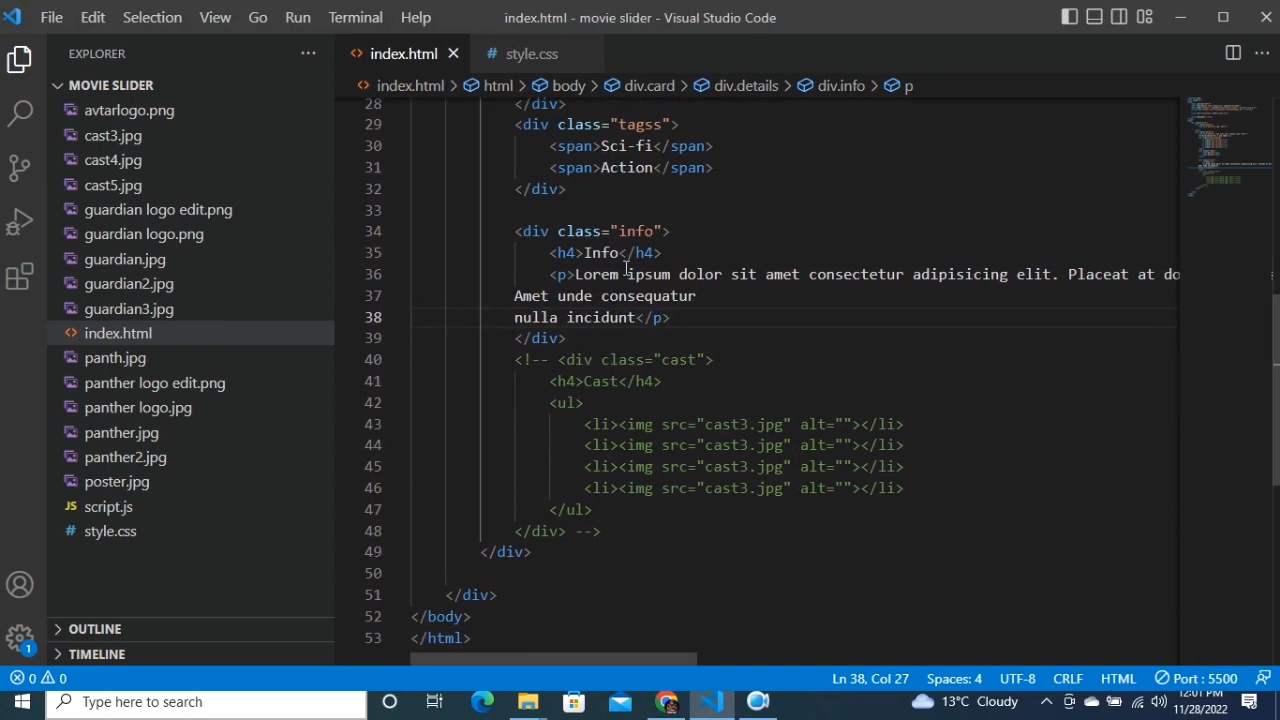 File Edit Selection View Go Run Terminal Help index.html - movie slider - Visual Studio Code
EXPLORER ··· index.html style.css ···
MOVIE SLIDER index.html > html > body > div.card > div.details > div.info > p
avtarlogo.png
cast3.jpg
cast4.jpg
cast5.jpg
guardian logo edit.png
guardian logo.png
guardian.jpg
guardian2.jpg
guardian3.jpg
index.html
panth.jpg
panther logo edit.png
panther logo.jpg
panther.jpg
panther2.jpg
poster.jpg
JS script.js
# style.css
OUTLINE
TIMELINE
28 </div>
29 <div class="tagss">
30 <span>Sci-fi</span>
31 <span>Action</span>
32 </div>
33
34 <div class="info">
35 <h4>Info</h4>
36 <p>Lorem ipsum dolor sit amet consectetur adipisicing elit. Placeat at do
37 Amet unde consequatur
38 nulla incidunt</p>
39 </div>
40 <!-- <div class="cast">
41 <h4>Cast</h4>
42 <ul>
43 <li><img src="cast3.jpg" alt=""></li>
44 <li><img src="cast3.jpg" alt=""></li>
45 <li><img src="cast3.jpg" alt=""></li>
46 <li><img src="cast3.jpg" alt=""></li>
47 </ul>
48 </div> -->
49 </div>
50
51 </div>
52 </body>
53 </html>
1
0 0 Ln 38, Col 27 Spaces: 4 UTF-8 CRLF HTML Port : 5500
Type here to search 13°C Cloudy 12:01 PM
11/28/2022